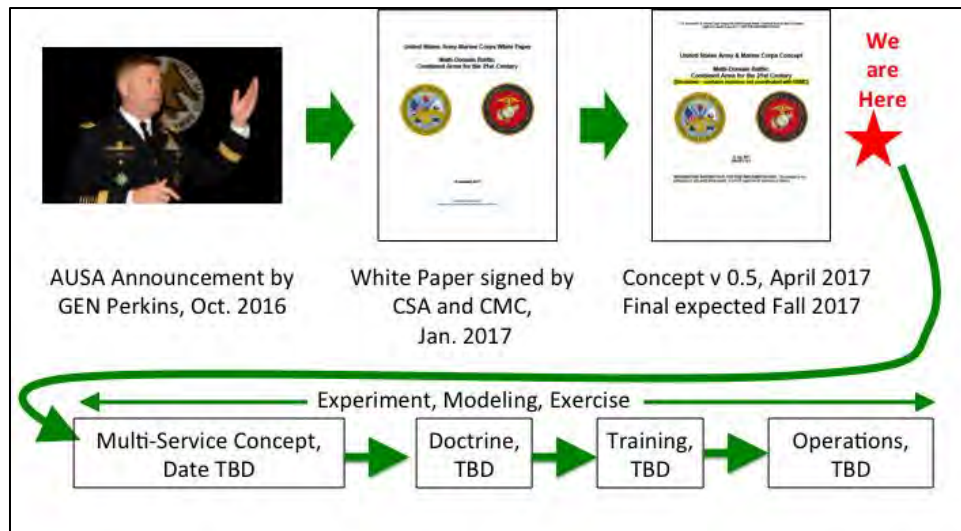 United States Army-Marine Corps White Paper
Multi-Domain Battle:
Combined Arms for the 21st Century
United States Army & Marine Corps Concept
Multi-Domain Battle:
Combined Arms for the 21st Century
We
are
Here
AUSA Announcement by
GEN Perkins, Oct. 2016
White Paper signed by
CSA and CMC,
Jan. 2017
Concept v 0.5, April 2017
Final expected Fall 2017
Experiment, Modeling, Exercise
Multi-Service Concept,
Date TBD
Doctrine,
TBD
Training,
TBD
Operations,
TBD